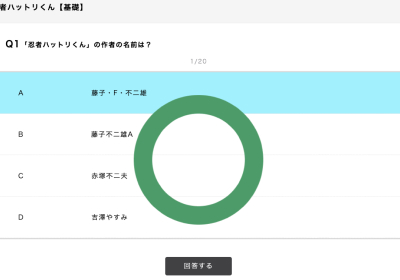 者ハットリくん【基礎】
Q1「忍者ハットリくん」の作者の名前は？
1/20
A 藤子・F・不二雄
B 藤子不二雄A
C 赤塚不二夫
D 吉澤やすみ
回答する